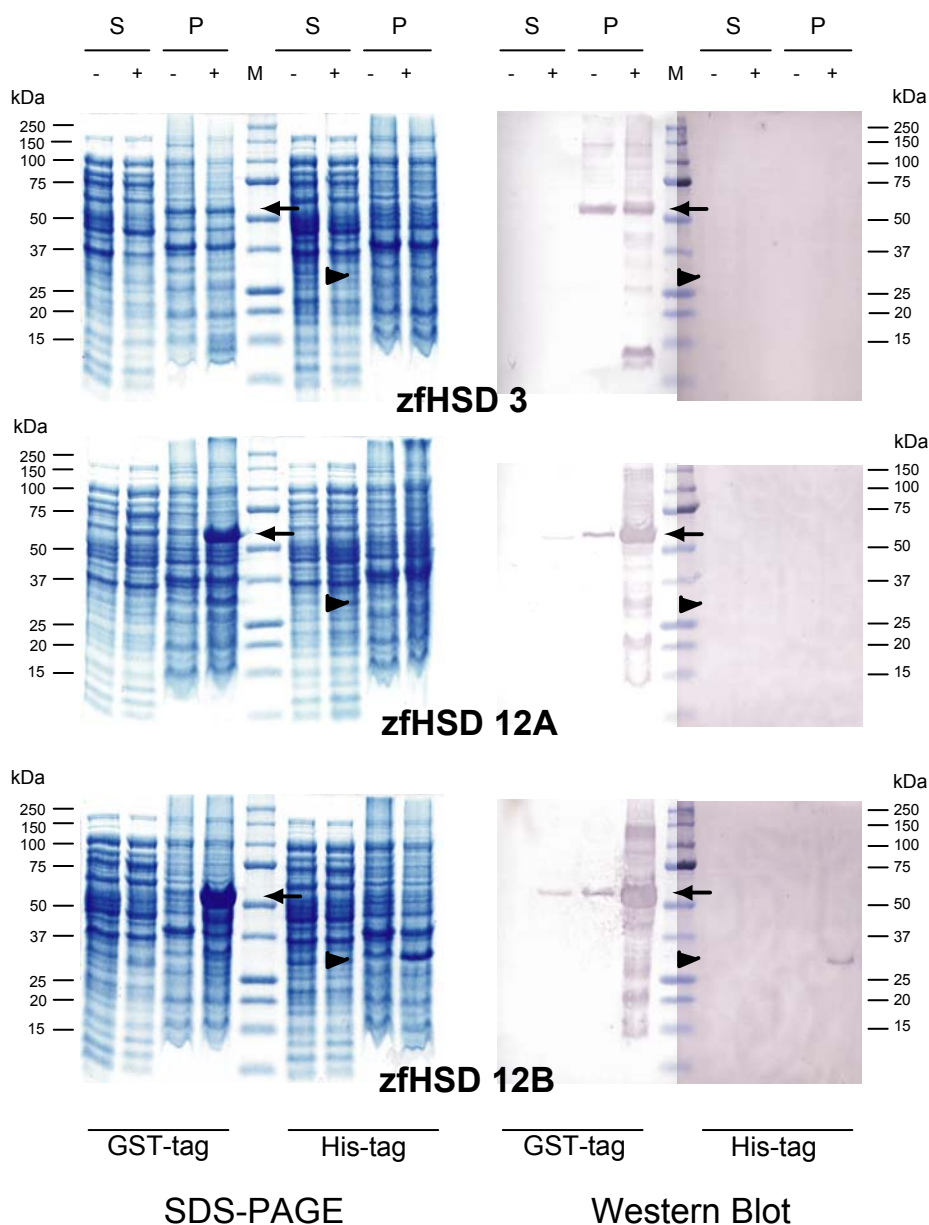 S P S P S P S P
- + - + M - + - + - + - + M - + - +
kDa kDa
250 250
150 150
100 100
75 75
50 50
37 37
25 25
20 20
15 15
zfHSD 3
kDa kDa
250
150 150
100 100
75 75
50 50
37 37
25 25
20 20
15 15
zfHSD 12A
kDa kDa
250 250
150 150
100 100
75 75
50 50
37 37
25 25
20 20
15 15
zfHSD 12B
GST-tag His-tag GST-tag His-tag
SDS-PAGE Western Blot